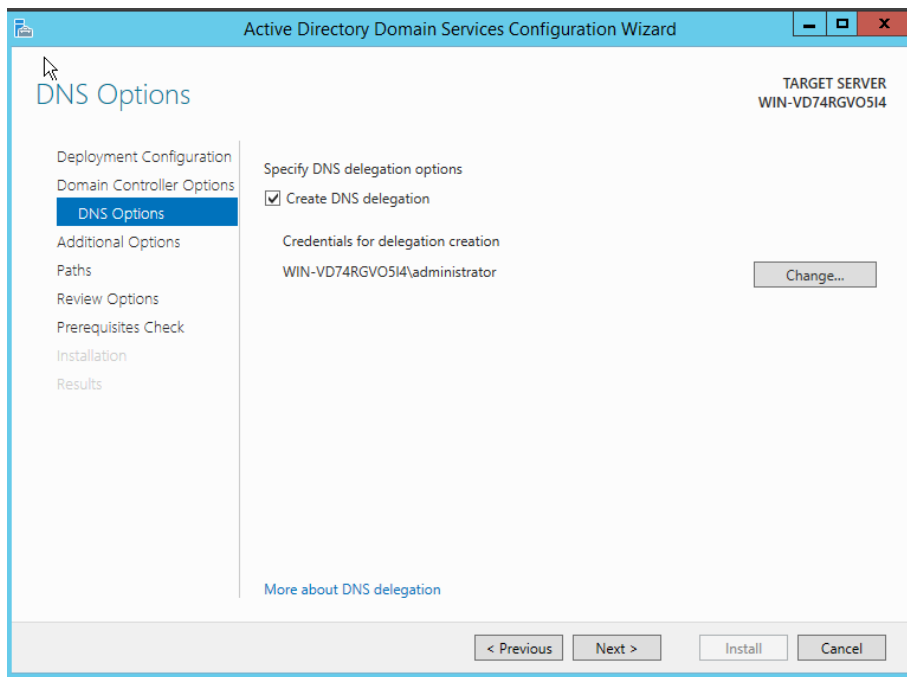 Active Directory Domain Services Configuration Wizard
DNS Options
TARGET SERVER
WIN-VD74RGVO5I4
Deployment Configuration
Domain Controller Options
DNS Options
Additional Options
Paths
Review Options
Prerequisites Check
Installation
Results
Specify DNS delegation options
Create DNS delegation
Credentials for delegation creation
WIN-VD74RGVO5I4\administrator
Change...
More about DNS delegation
< Previous
Next >
Install
Cancel